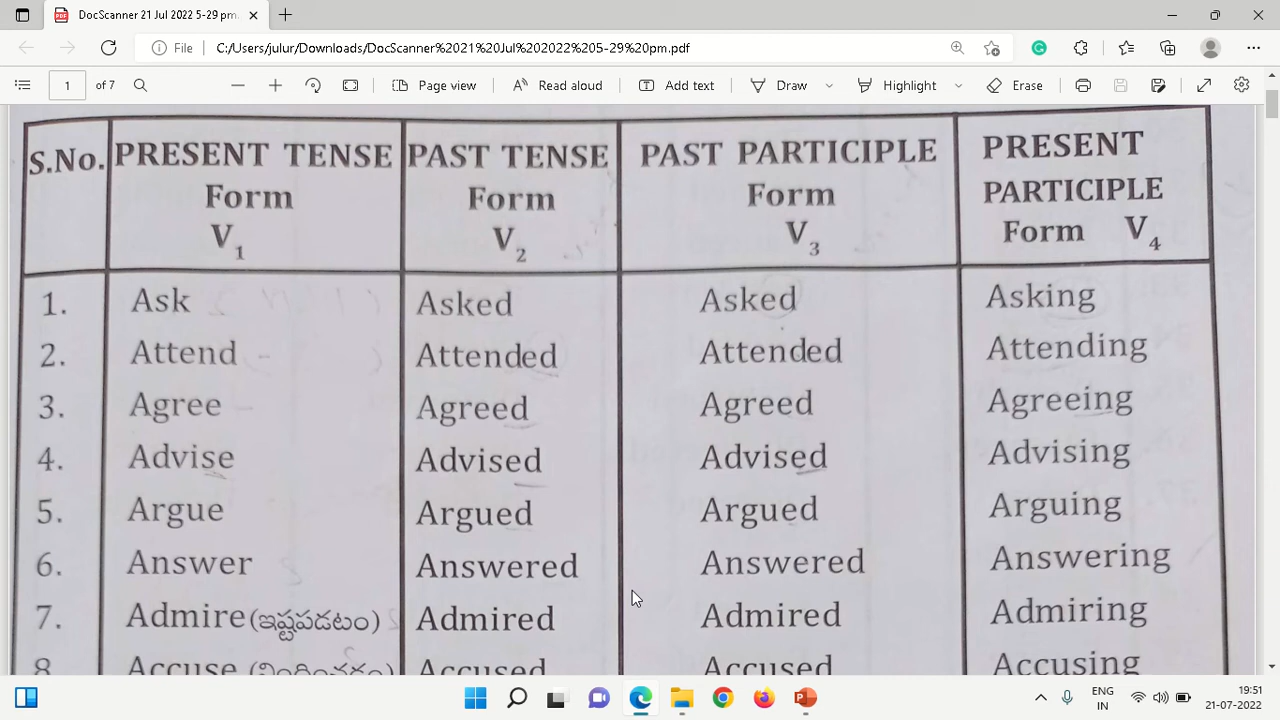 DocScanner 21 Jul 2022 5-29 pm.
File C:/Users/julur/Downloads/DocScanner%2021%20Jul%202022%205-29%20pm.pdf
1 of 7 Page view Read aloud Add text Draw Highlight Erase
S.No. PRESENT TENSE Form V1 PAST TENSE Form V2 PAST PARTICIPLE Form V3 PRESENT PARTICIPLE Form V4
1. Ask Asked Asked Asking
2. Attend Attended Attended Attending
3. Agree Agreed Agreed Agreeing
4. Advise Advised Advised Advising
5. Argue Argued Argued Arguing
6. Answer Answered Answered Answering
7. Admire (ఇష్టపడటం) Admired Admired Admiring
8. Accuse Accused Accused Accusing
ENG 9:51
IN 21-07-2022